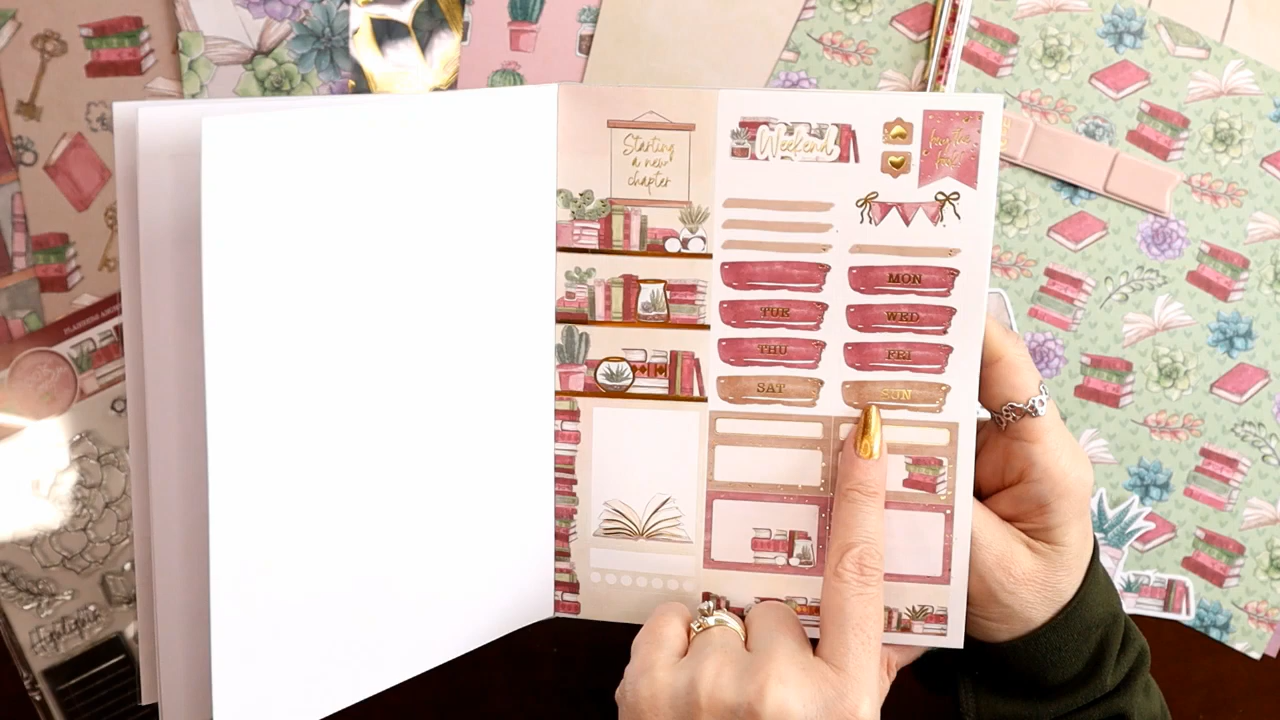 Starting
a new
chapter
Weekend
MON
TUE
WED
THU
FRI
SAT
SUN